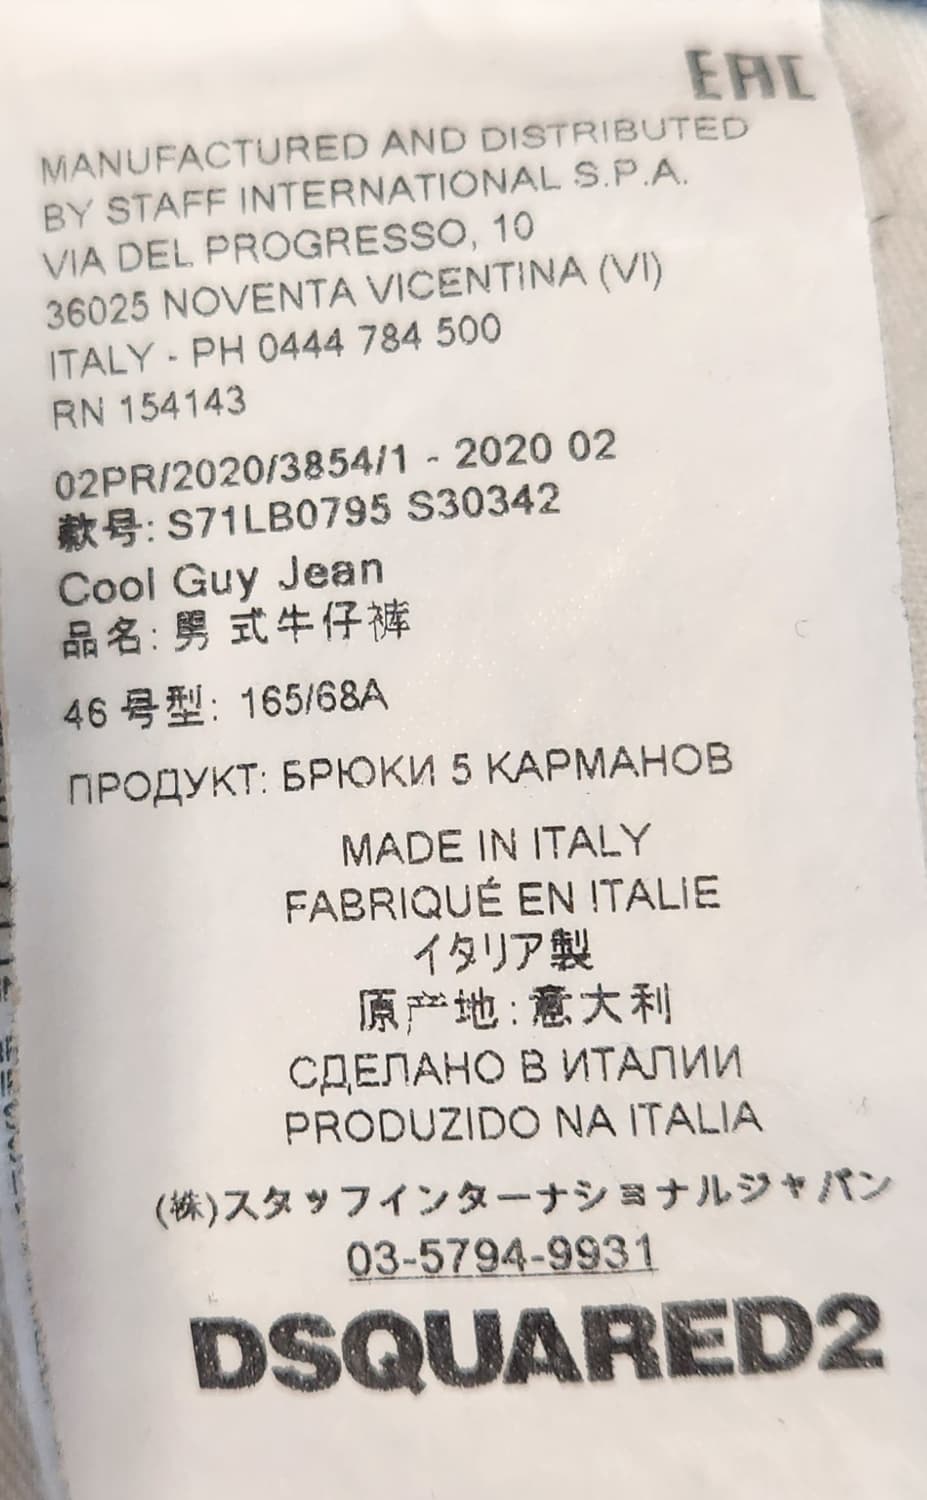 EAC
MANUFACTURED AND DISTRIBUTED
BY STAFF INTERNATIONAL S.P.A.
VIA DEL PROGRESSO, 10
36025 NOVENTA VICENTINA (VI)
ITALY - PH 0444 784 500
RN 154143
02PR/2020/3854/1 - 2020 02
款号: S71LB0795 S30342
Cool Guy Jean
品名: 男式牛仔裤
46 号型: 165/68A
ПРОДУКТ: БРЮКИ 5 КАРМАНОВ
MADE IN ITALY
FABRIQUÉ EN ITALIE
イタリア製
原产地: 意大利
СДЕЛАНО В ИТАЛИИ
PRODUZIDO NA ITALIA
(株)スタッフインターナショナルジャパン
03-5794-9931
DSQUARED2